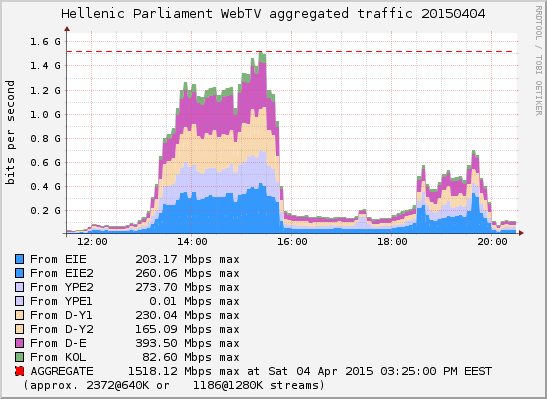 Hellenic Parliament WebTV aggregated traffic 20150404
RRDTOOL / TOBI OETIKER
bits per second
1.6 G
1.4 G
1.2 G
1.0 G
0.8 G
0.6 G
0.4 G
0.2 G
12:00 14:00 16:00 18:00 20:00
From EIE 203.17 Mbps max
From EIE2 260.06 Mbps max
From YPE2 273.70 Mbps max
From YPE1 0.01 Mbps max
From D-Y1 230.04 Mbps max
From D-Y2 165.09 Mbps max
From D-E 393.50 Mbps max
From KOL 82.60 Mbps max
AGGREGATE 1518.12 Mbps max at Sat 04 Apr 2015 03:25:00 PM EEST
(approx. 2372@640K or 1186@1280K streams)